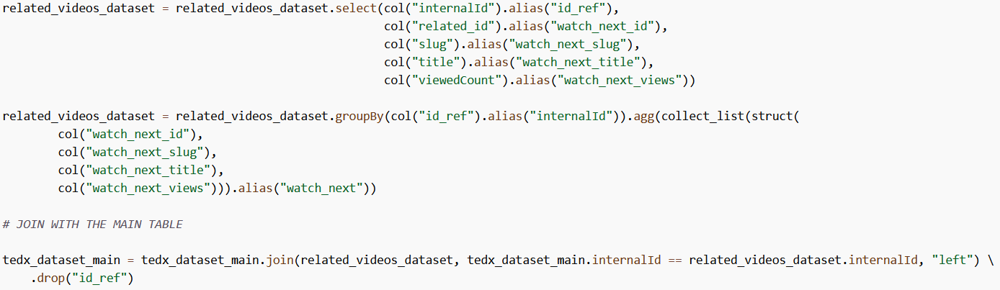 related_videos_dataset = related_videos_dataset.select(col("internalId").alias("id_ref"),
                                                       col("related_id").alias("watch_next_id"),
                                                       col("slug").alias("watch_next_slug"),
                                                       col("title").alias("watch_next_title"),
                                                       col("viewedCount").alias("watch_next_views"))

related_videos_dataset = related_videos_dataset.groupBy(col("id_ref").alias("internalId")).agg(collect_list(struct(
        col("watch_next_id"),
        col("watch_next_slug"),
        col("watch_next_title"),
        col("watch_next_views"))).alias("watch_next"))

# JOIN WITH THE MAIN TABLE

tedx_dataset_main = tedx_dataset_main.join(related_videos_dataset, tedx_dataset_main.internalId == related_videos_dataset.internalId, "left") \
    .drop("id_ref")